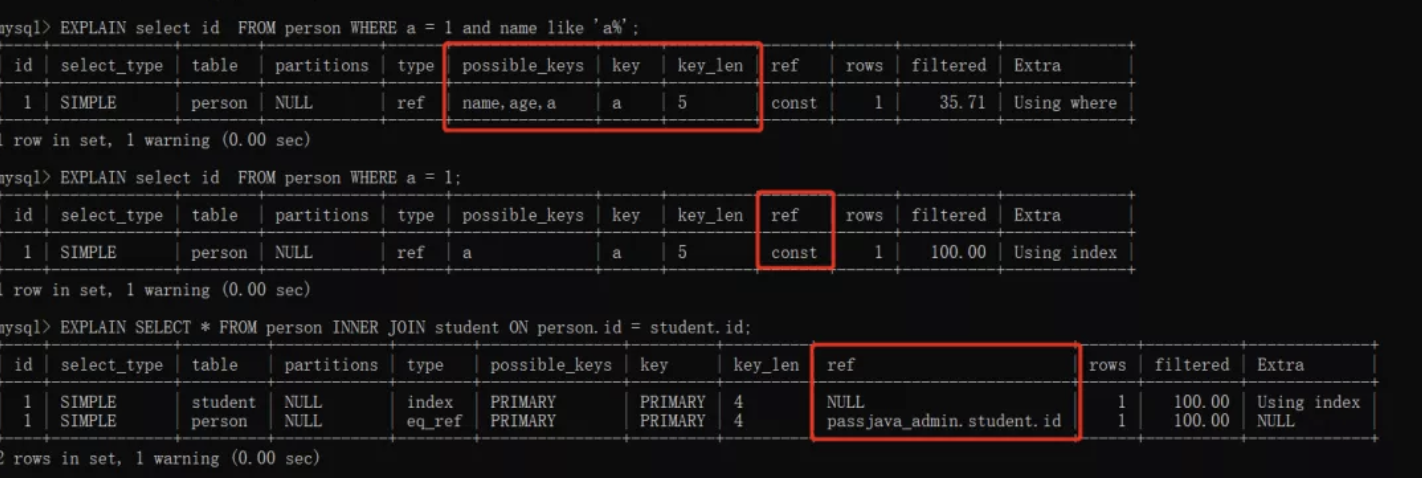 mysql> EXPLAIN select id  FROM person WHERE a = 1 and name like 'a%';
id | select_type | table | partitions | type | possible_keys | key | key_len | ref | rows | filtered | Extra
1 | SIMPLE | person | NULL | ref | name,age,a | a | 5 | const | 1 | 35.71 | Using where |
1 row in set, 1 warning (0.00 sec)
mysql> EXPLAIN select id  FROM person WHERE a = 1;
id | select_type | table | partitions | type | possible_keys | key | key_len | ref | rows | filtered | Extra
1 | SIMPLE | person | NULL | ref | a | a | 5 | const | 1 | 100.00 | Using index |
1 row in set, 1 warning (0.00 sec)
mysql> EXPLAIN SELECT * FROM person INNER JOIN student ON person.id = student.id;
id | select_type | table | partitions | type | possible_keys | key | key_len | ref | rows | filtered | Extra
1 | SIMPLE | student | NULL | index | PRIMARY | PRIMARY | 4 | NULL | 1 | 100.00 | Using index |
1 | SIMPLE | person | NULL | eq_ref | PRIMARY | PRIMARY | 4 | passjava_admin.student.id | 1 | 100.00 | NULL |
2 rows in set, 1 warning (0.00 sec)